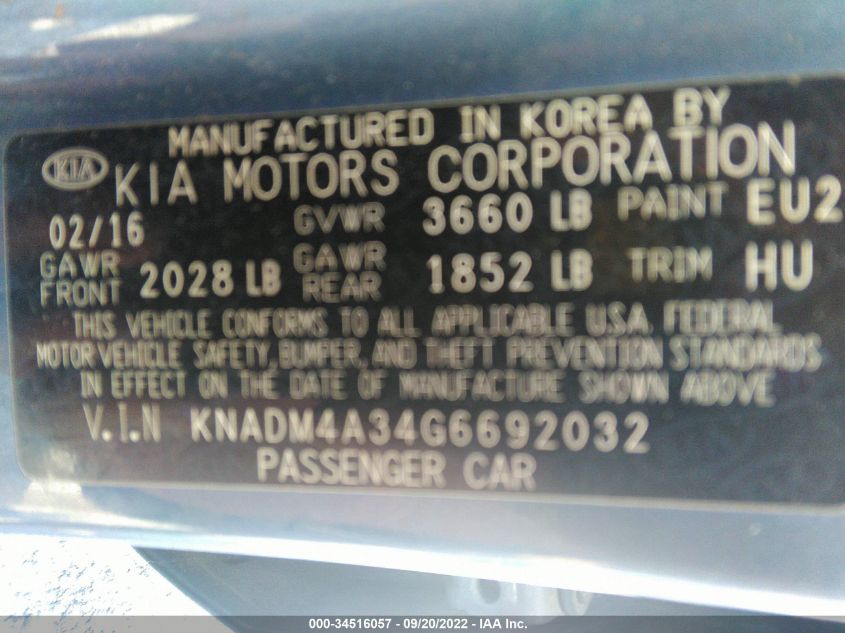 MANUFACTURED IN KOREA BY
KIA KIA MOTORS CORPORATION
02/16 GVWR 3660 LB PAINT EU2
GAWR FRONT 2028 LB GAWR REAR 1852 LB TRIM HU
THIS VEHICLE CONFORMS TO ALL APPLICABLE U.S.A. FEDERAL
MOTOR VEHICLE SAFETY, BUMPER, AND THEFT PREVENTION STANDARDS
IN EFFECT ON THE DATE OF MANUFACTURE SHOWN ABOVE.
V.I.N KNADM4A34G6692032
PASSENGER CAR
000-34516057 - 09/20/2022 - IAA Inc.